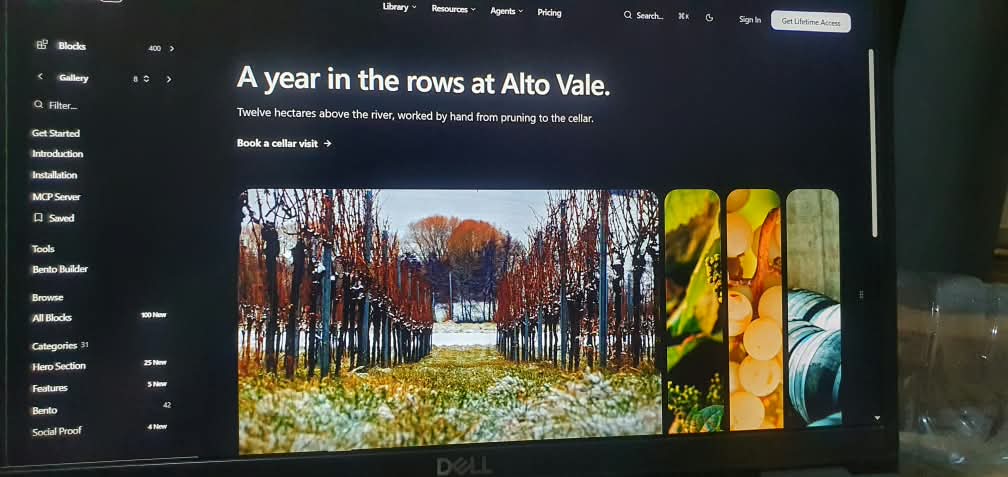 Library
Resources
Agents
Pricing
Search...
⌘K
Sign In
Get Lifetime Access
Blocks 400
Gallery 8
Filter...
Get Started
Introduction
Installation
MCP Server
Saved
Tools
Bento Builder
Browse
All Blocks 100 New
Categories 31
Hero Section 25 New
Features 5 New
Bento 42
Social Proof 4 New
A year in the rows at Alto Vale.
Twelve hectares above the river, worked by hand from pruning to the cellar.
Book a cellar visit →
DELL